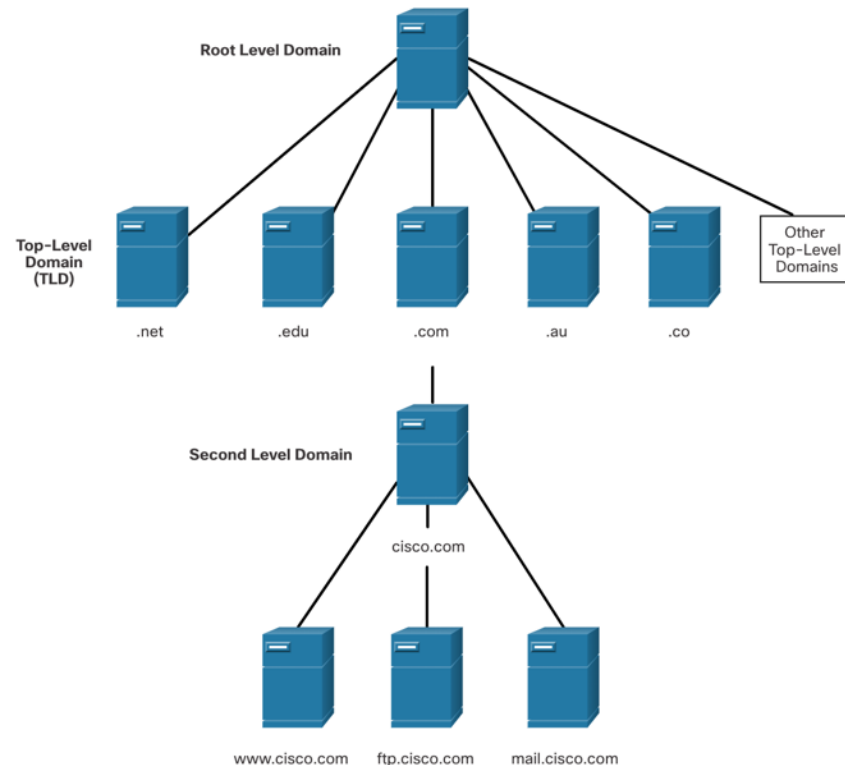 Root Level Domain
Top-Level
Domain
(TLD)
Other
Top-Level
Domains
.net
.edu
.com
.au
.co
Second Level Domain
cisco.com
www.cisco.com
ftp.cisco.com
mail.cisco.com